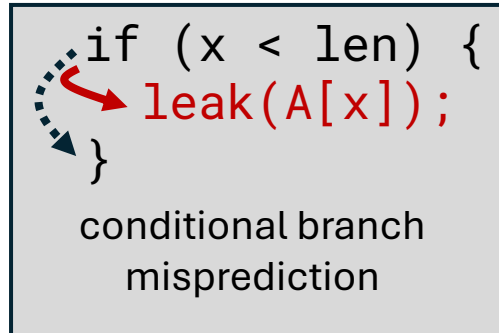 if (x < len) {
leak(A[x]);
}
conditional branch
misprediction